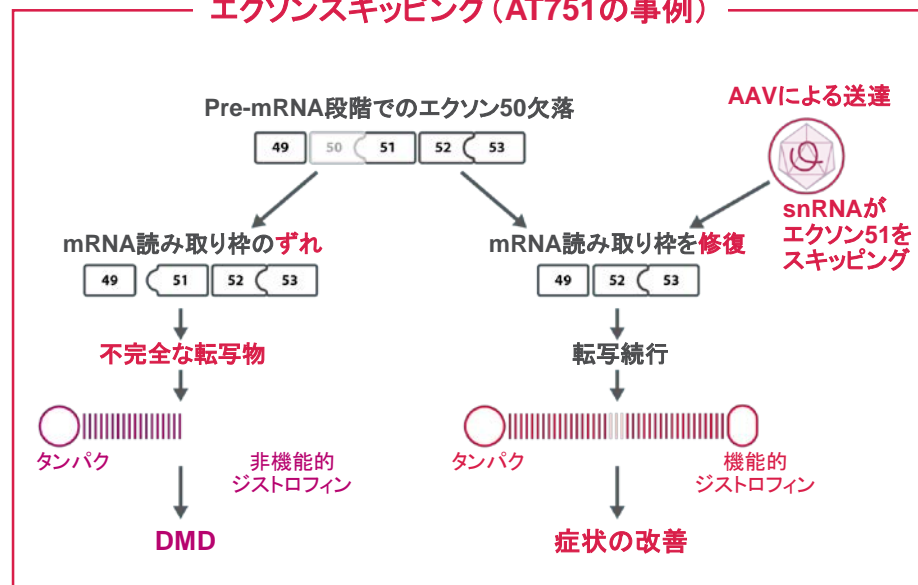 エクソンスキッピング（AT751の事例）
Pre-mRNA段階でのエクソン50欠落
AAVによる送達
49 50 51 52 53
snRNAが
エクソン51を
スキッピング
mRNA読み取り枠のずれ
mRNA読み取り枠を修復
49 51 52 53
49 52 53
不完全な転写物
転写続行
タンパク
非機能的
ジストロフィン
タンパク
機能的
ジストロフィン
DMD
症状の改善